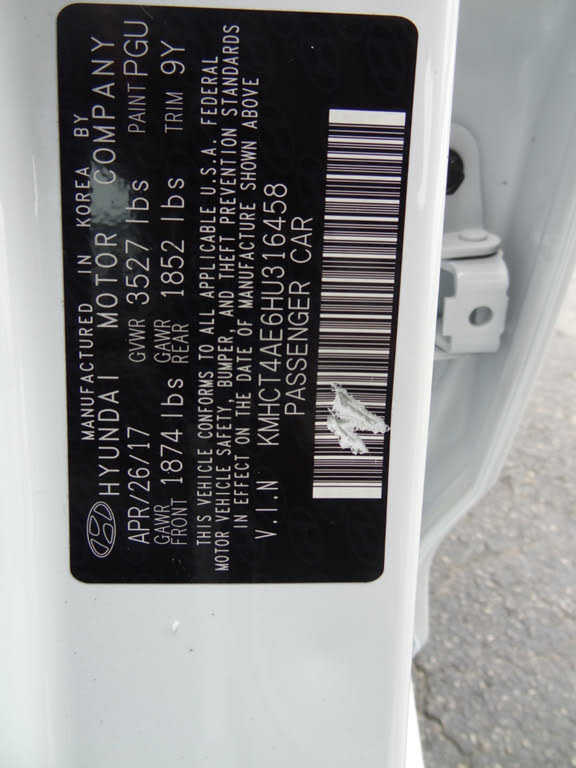 MANUFACTURED IN KOREA BY
HYUNDAI MOTOR COMPANY
APR/26/17 GVWR 3527 lbs PAINT PGU
GAWR FRONT 1874 lbs GAWR REAR 1852 lbs TRIM 9Y
THIS VEHICLE CONFORMS TO ALL APPLICABLE U.S.A. FEDERAL
MOTOR VEHICLE SAFETY, BUMPER, AND THEFT PREVENTION STANDARDS
IN EFFECT ON THE DATE OF MANUFACTURE SHOWN ABOVE
V.I.N KMHCT4AE6HU316458
PASSENGER CAR